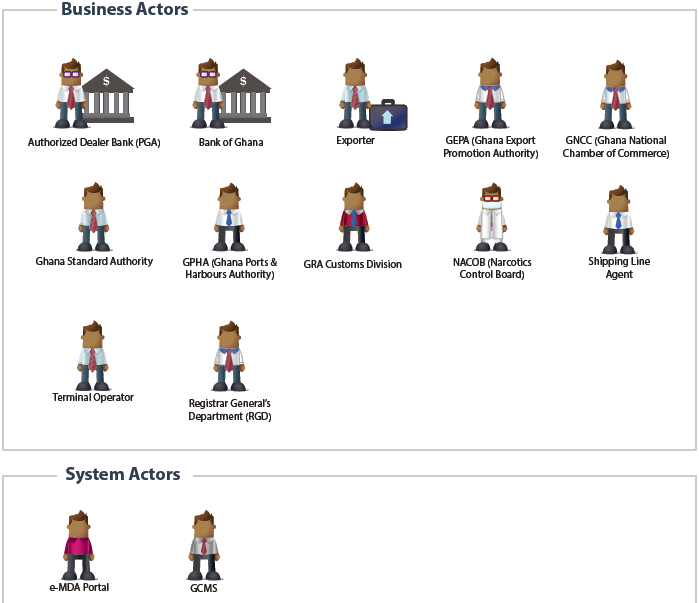 Business Actors
$
$
Authorized Dealer Bank (PGA)
Bank of Ghana
Exporter
GEPA (Ghana Export
Promotion Authority)
GNCC (Ghana National
Chamber of Commerce)
Ghana Standard Authority
GPHA (Ghana Ports &
Harbours Authority)
GRA Customs Division
NACOB (Narcotics
Control Board)
Shipping Line
Agent
Terminal Operator
Registrar General's
Department (RGD)
System Actors
e-MDA Portal
GCMS